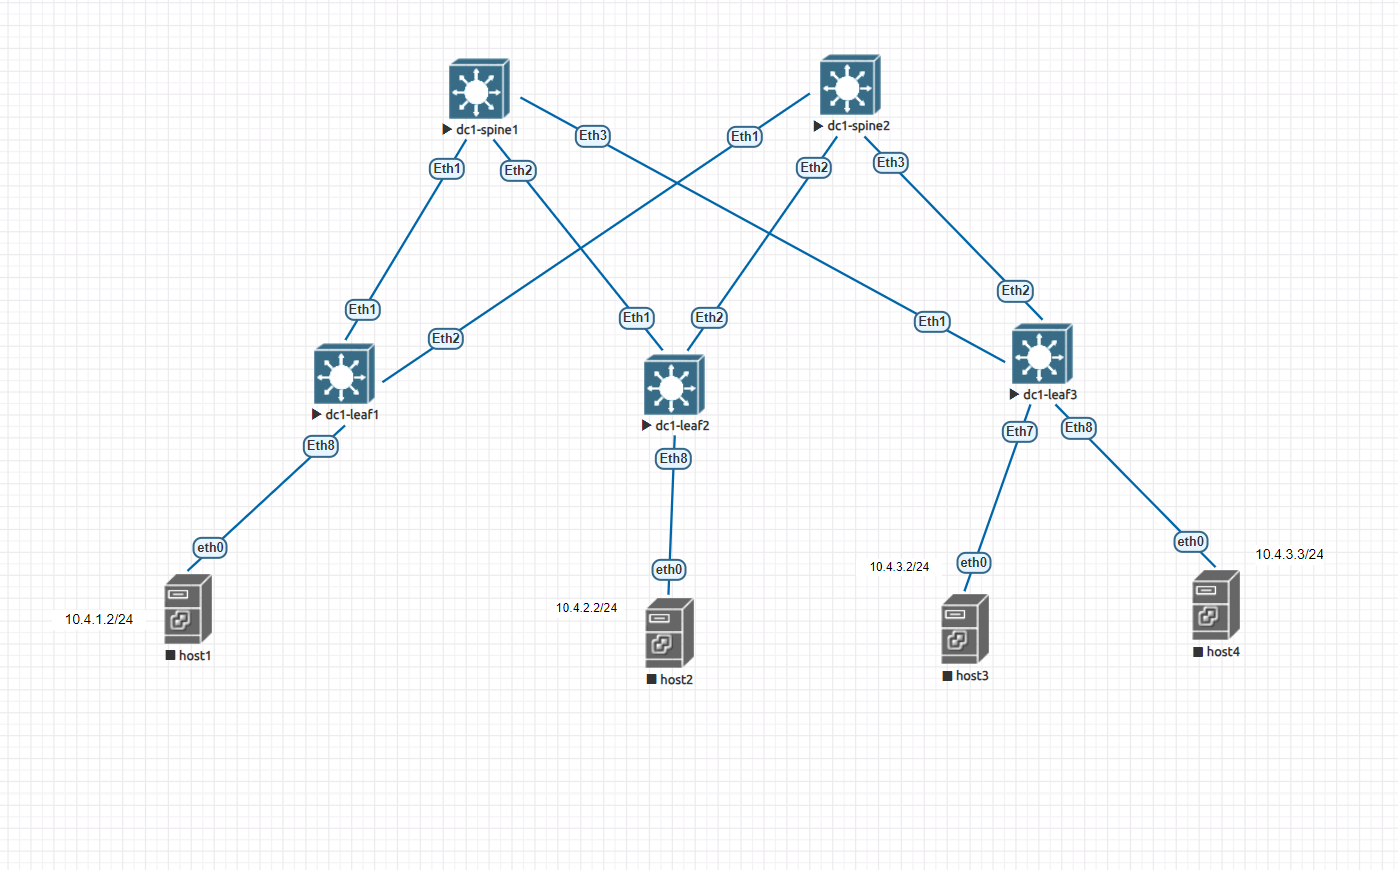 dc1-spine1
dc1-spine2
Eth3
Eth1
Eth1
Eth2
Eth2
Eth3
Eth1
Eth2
Eth1
Eth2
Eth1
Eth2
dc1-leaf1
dc1-leaf2
dc1-leaf3
Eth8
Eth8
Eth7
Eth8
eth0
eth0
eth0
eth0
10.4.3.3/24
10.4.3.2/24
10.4.2.2/24
10.4.1.2/24
host1
host2
host3
host4